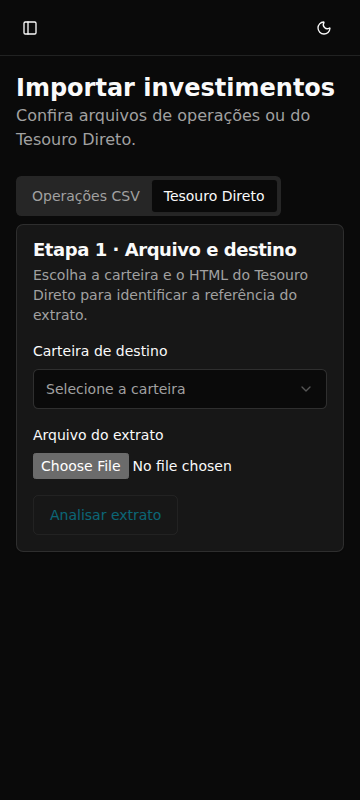 Importar investimentos
Confira arquivos de operações ou do
Tesouro Direto.
Operações CSV
Tesouro Direto
Etapa 1 · Arquivo e destino
Escolha a carteira e o HTML do Tesouro
Direto para identificar a referência do
extrato.
Carteira de destino
Selecione a carteira
Arquivo do extrato
Choose File No file chosen
Analisar extrato